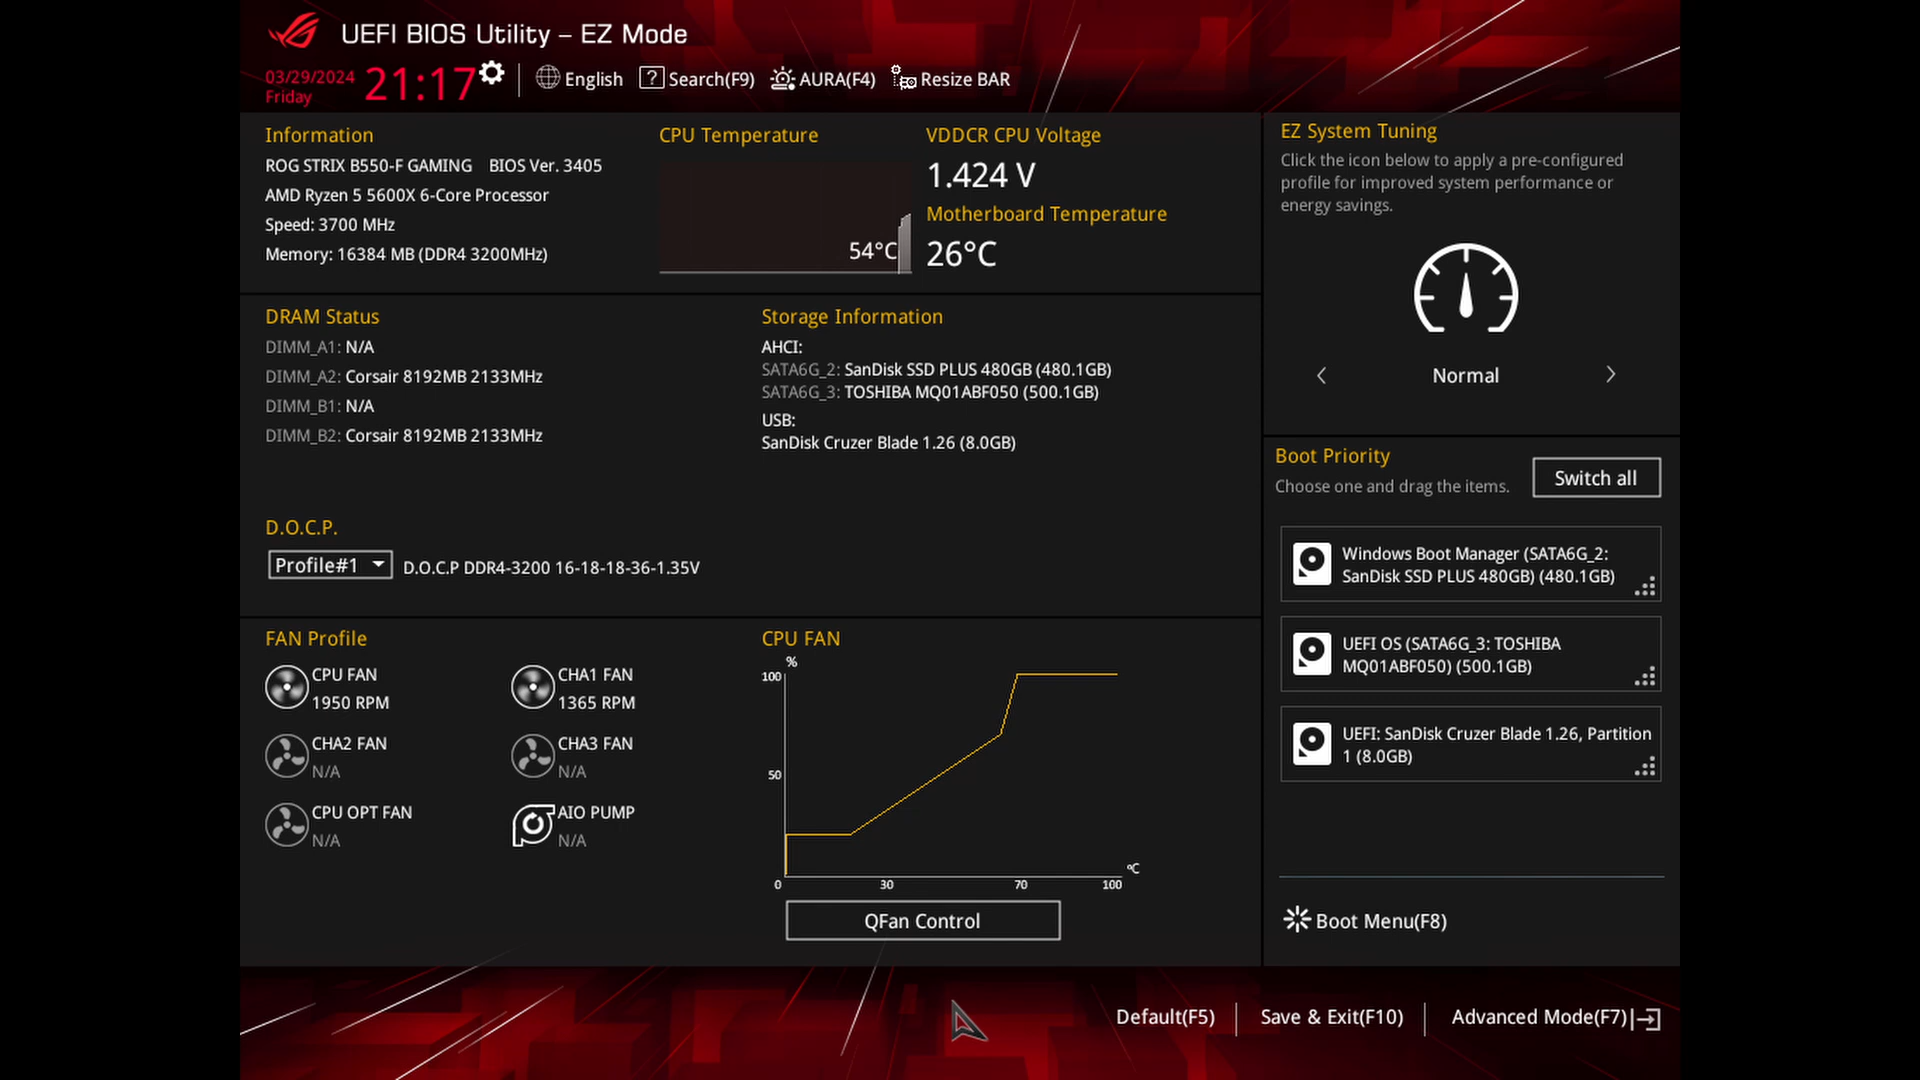 UEFI BIOS Utility – EZ Mode
03/29/2024
Friday
21:17
English
Search(F9)
AURA(F4)
Resize BAR
Information
ROG STRIX B550-F GAMING BIOS Ver. 3405
AMD Ryzen 5 5600X 6-Core Processor
Speed: 3700 MHz
Memory: 16384 MB (DDR4 3200MHz)
CPU Temperature
54°C
VDDCR CPU Voltage
1.424 V
Motherboard Temperature
26°C
EZ System Tuning
Click the icon below to apply a pre-configured
profile for improved system performance or
energy savings.
Normal
DRAM Status
DIMM_A1: N/A
DIMM_A2: Corsair 8192MB 2133MHz
DIMM_B1: N/A
DIMM_B2: Corsair 8192MB 2133MHz
Storage Information
AHCI:
SATA6G_2: SanDisk SSD PLUS 480GB (480.1GB)
SATA6G_3: TOSHIBA MQ01ABF050 (500.1GB)
USB:
SanDisk Cruzer Blade 1.26 (8.0GB)
D.O.C.P.
Profile#1
D.O.C.P DDR4-3200 16-18-18-36-1.35V
Boot Priority
Choose one and drag the items.
Switch all
Windows Boot Manager (SATA6G_2:
SanDisk SSD PLUS 480GB) (480.1GB)
UEFI OS (SATA6G_3: TOSHIBA
MQ01ABF050) (500.1GB)
UEFI: SanDisk Cruzer Blade 1.26, Partition
1 (8.0GB)
Boot Menu(F8)
FAN Profile
CPU FAN
1950 RPM
CHA1 FAN
1365 RPM
CHA2 FAN
N/A
CHA3 FAN
N/A
CPU OPT FAN
N/A
AIO PUMP
N/A
CPU FAN
%
100
50
°C
0
30
70
100
QFan Control
Default(F5)
Save & Exit(F10)
Advanced Mode(F7)